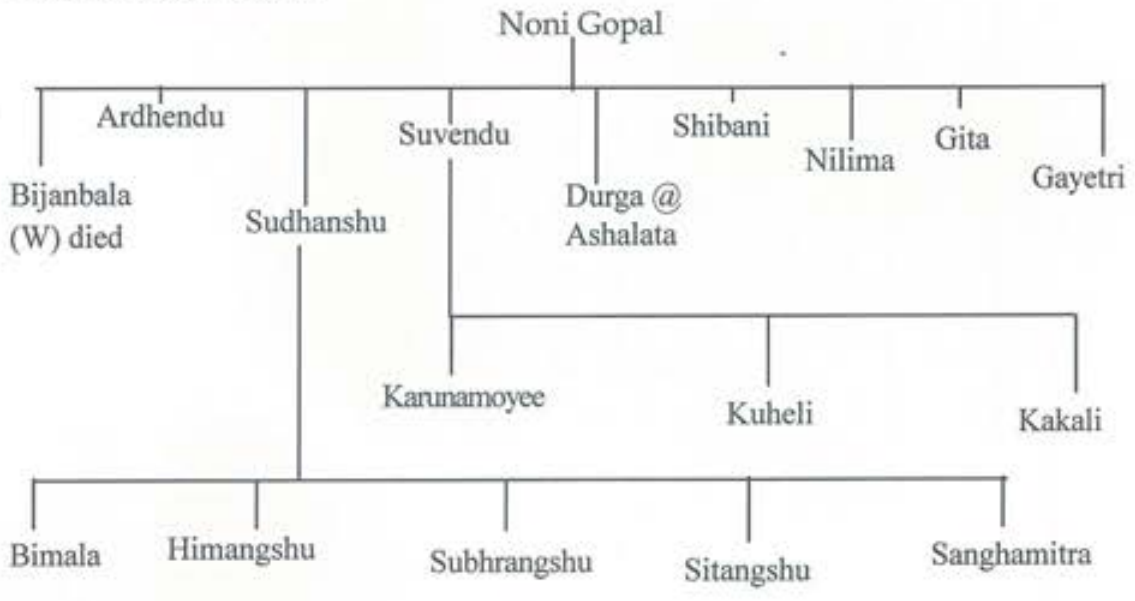 Noni Gopal
Ardhendu
Suvendu
Shibani
Nilima
Gita
Gayetri
Bijanbala
(W) died
Sudhanshu
Durga @
Ashalata
Karunamoyee
Kuheli
Kakali
Bimala
Himangshu
Subhrangshu
Sitangshu
Sanghamitra